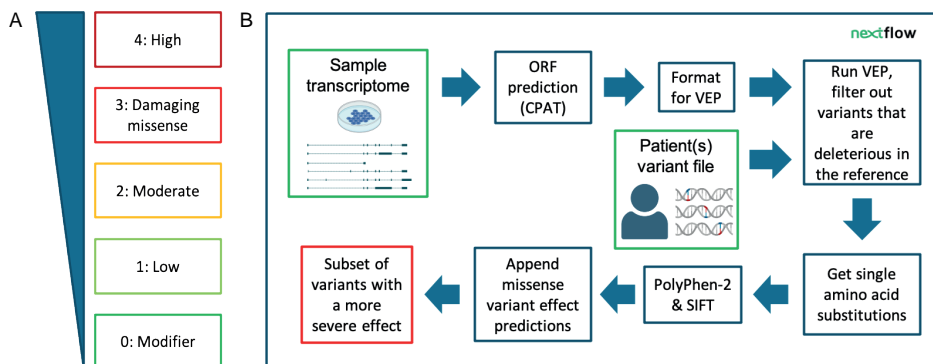 A
4: High
3: Damaging
missense
2: Moderate
1: Low
0: Modifier
B
nextflow
Sample
transcriptome
ORF
prediction
(CPAT)
Format
for VEP
Run VEP,
filter out
variants that
are
deleterious in
the reference
Patient(s)
variant file
Get single
amino acid
substitutions
PolyPhen-2
& SIFT
Append
missense
variant effect
predictions
Subset of
variants with
a more
severe effect